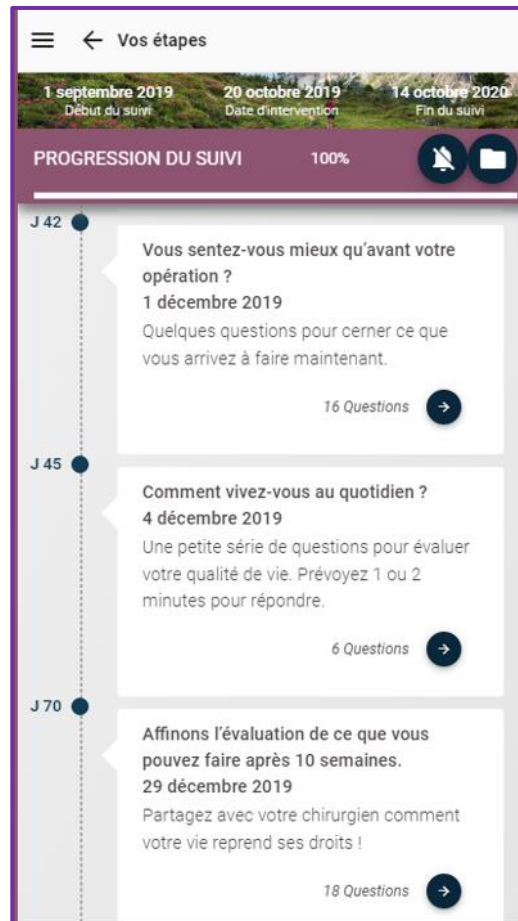 Vos étapes
1 septembre 2019 20 octobre 2019 14 octobre 2020
Début du suivi Date d'intervention Fin du suivi
PROGRESSION DU SUIVI 100%
J 42
Vous sentez-vous mieux qu'avant votre
opération ?
1 décembre 2019
Quelques questions pour cerner ce que
vous arrivez à faire maintenant.
16 Questions
J 45
Comment vivez-vous au quotidien ?
4 décembre 2019
Une petite série de questions pour évaluer
votre qualité de vie. Prévoyez 1 ou 2
minutes pour répondre.
6 Questions
J 70
Affinons l'évaluation de ce que vous
pouvez faire après 10 semaines.
29 décembre 2019
Partagez avec votre chirurgien comment
votre vie reprend ses droits !
18 Questions